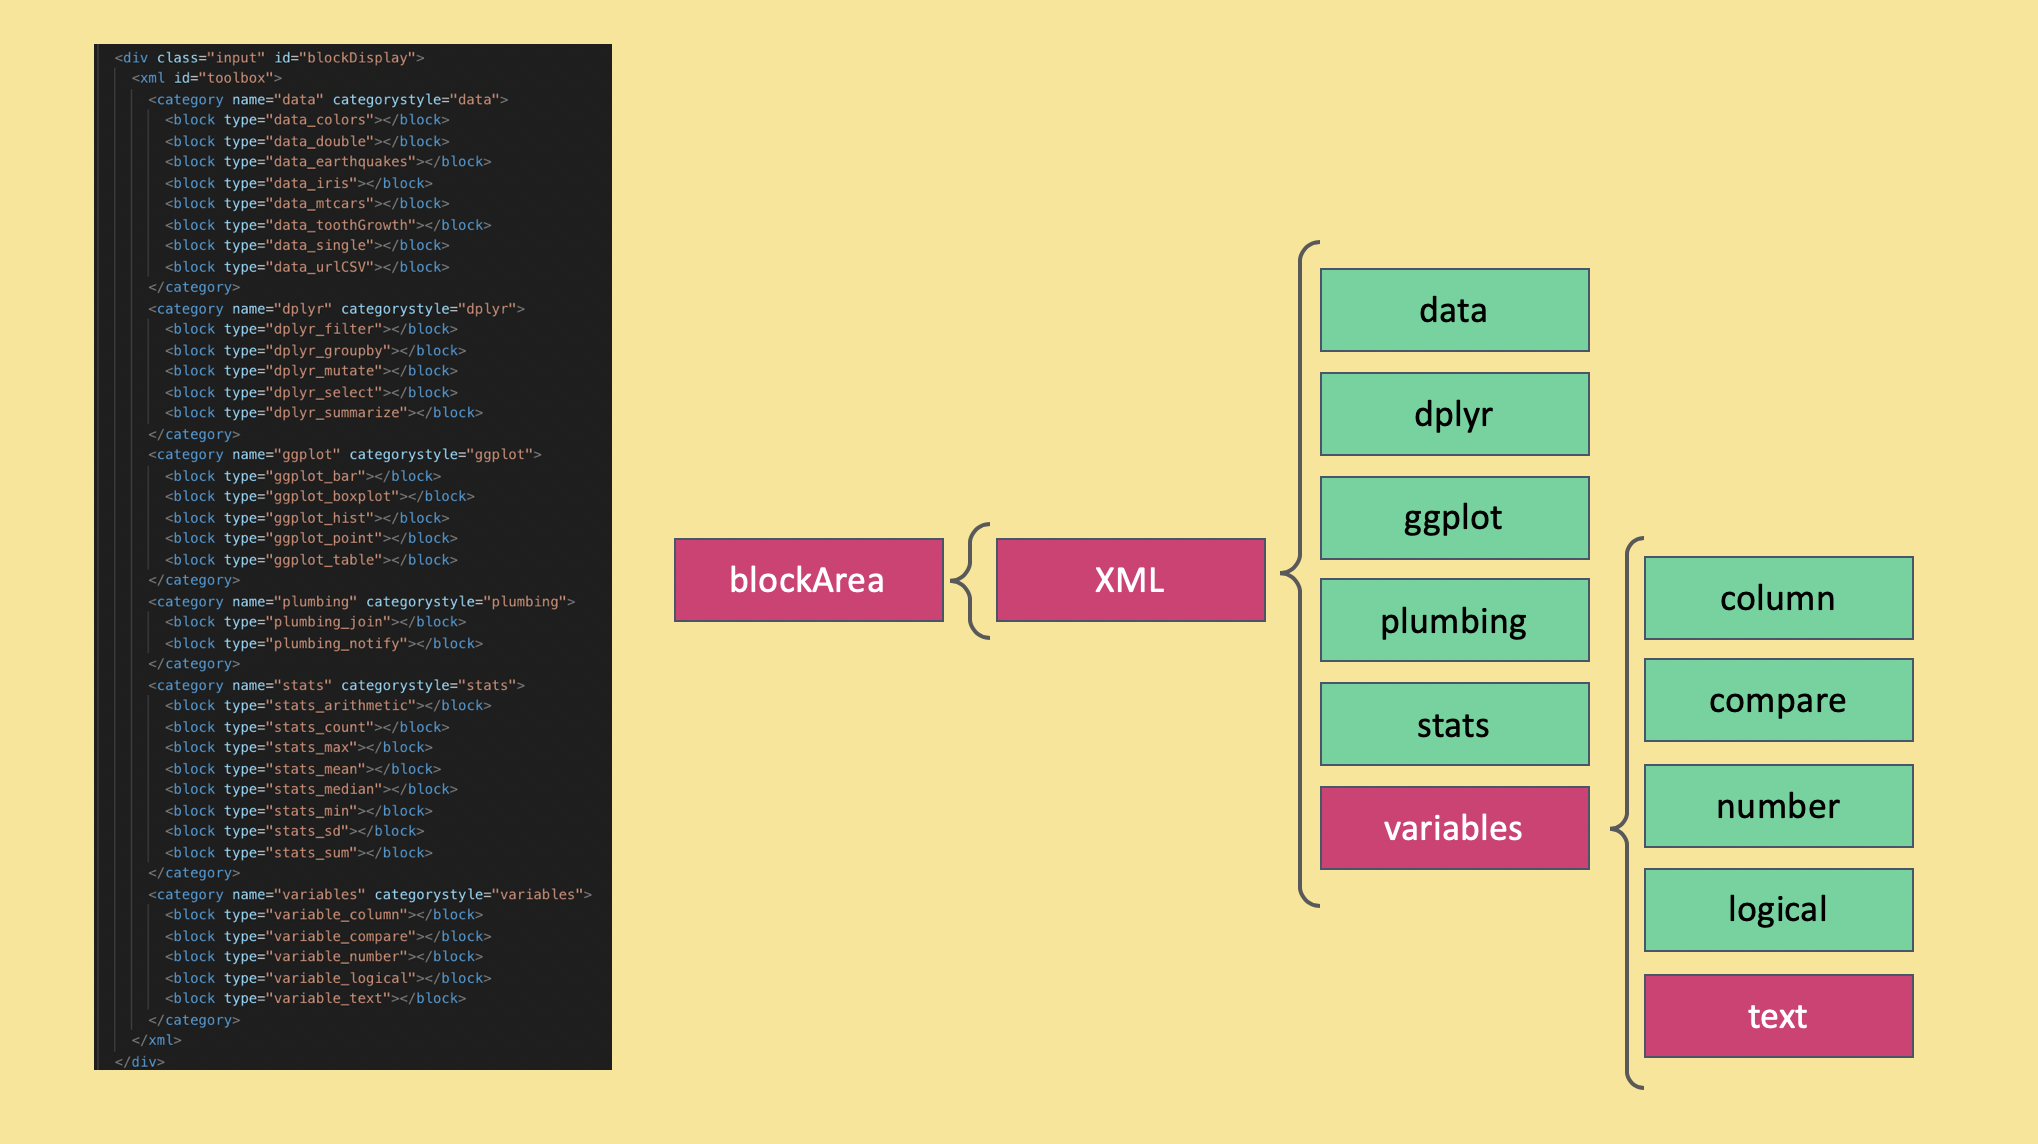 <div class="input" id="blockDisplay">
<xml id="toolbox">
<category name="data" categorystyle="data">
<block type="data_colors"></block>
<block type="data_double"></block>
<block type="data_earthquakes"></block>
<block type="data_iris"></block>
<block type="data_mtcars"></block>
<block type="data_toothGrowth"></block>
<block type="data_single"></block>
<block type="data_urlCSV"></block>
</category>
<category name="dplyr" categorystyle="dplyr">
<block type="dplyr_filter"></block>
<block type="dplyr_groupby"></block>
<block type="dplyr_mutate"></block>
<block type="dplyr_select"></block>
<block type="dplyr_summarize"></block>
</category>
<category name="ggplot" categorystyle="ggplot">
<block type="ggplot_bar"></block>
<block type="ggplot_boxplot"></block>
<block type="ggplot_hist"></block>
<block type="ggplot_point"></block>
<block type="ggplot_table"></block>
</category>
<category name="plumbing" categorystyle="plumbing">
<block type="plumbing_join"></block>
<block type="plumbing_notify"></block>
</category>
<category name="stats" categorystyle="stats">
<block type="stats_arithmetic"></block>
<block type="stats_count"></block>
<block type="stats_max"></block>
<block type="stats_mean"></block>
<block type="stats_median"></block>
<block type="stats_min"></block>
<block type="stats_sd"></block>
<block type="stats_sum"></block>
</category>
<category name="variables" categorystyle="variables">
<block type="variable_column"></block>
<block type="variable_compare"></block>
<block type="variable_number"></block>
<block type="variable_logical"></block>
<block type="variable_text"></block>
</category>
</xml>
</div>
blockArea
XML
data
dplyr
ggplot
plumbing
stats
variables
column
compare
number
logical
text